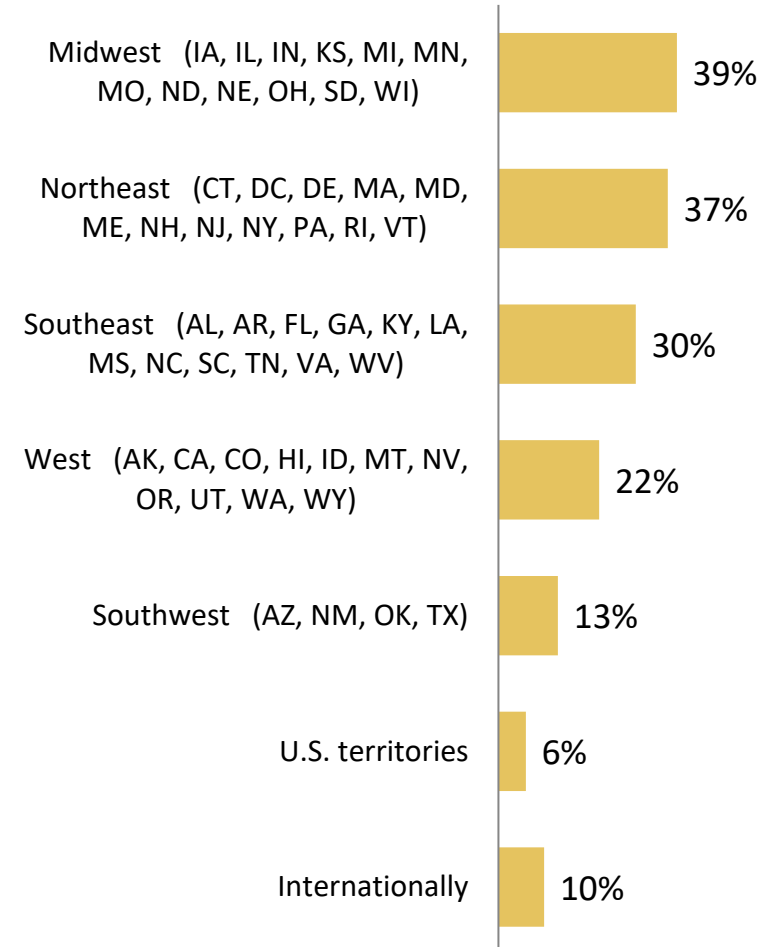 Midwest (IA, IL, IN, KS, MI, MN,
MO, ND, NE, OH, SD, WI)
39%
Northeast (CT, DC, DE, MA, MD,
ME, NH, NJ, NY, PA, RI, VT)
37%
Southeast (AL, AR, FL, GA, KY, LA,
MS, NC, SC, TN, VA, WV)
30%
West (AK, CA, CO, HI, ID, MT, NV,
OR, UT, WA, WY)
22%
Southwest (AZ, NM, OK, TX)
13%
U.S. territories
6%
Internationally
10%